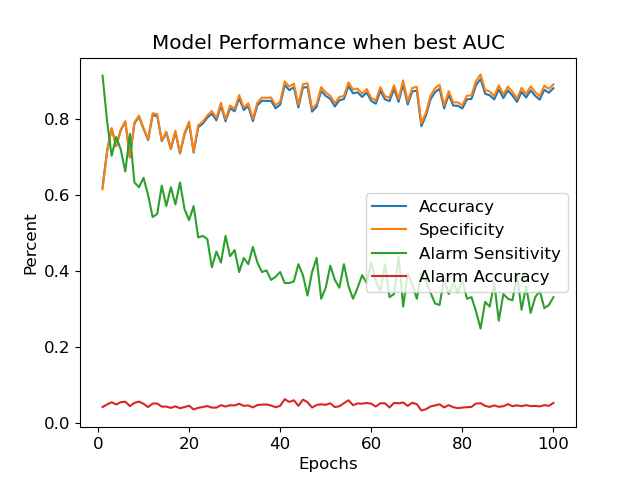 Model Performance when best AUC
Percent
0.8
0.6
0.4
0.2
0.0
Accuracy
Specificity
Alarm Sensitivity
Alarm Accuracy
0 20 40 60 80 100
Epochs